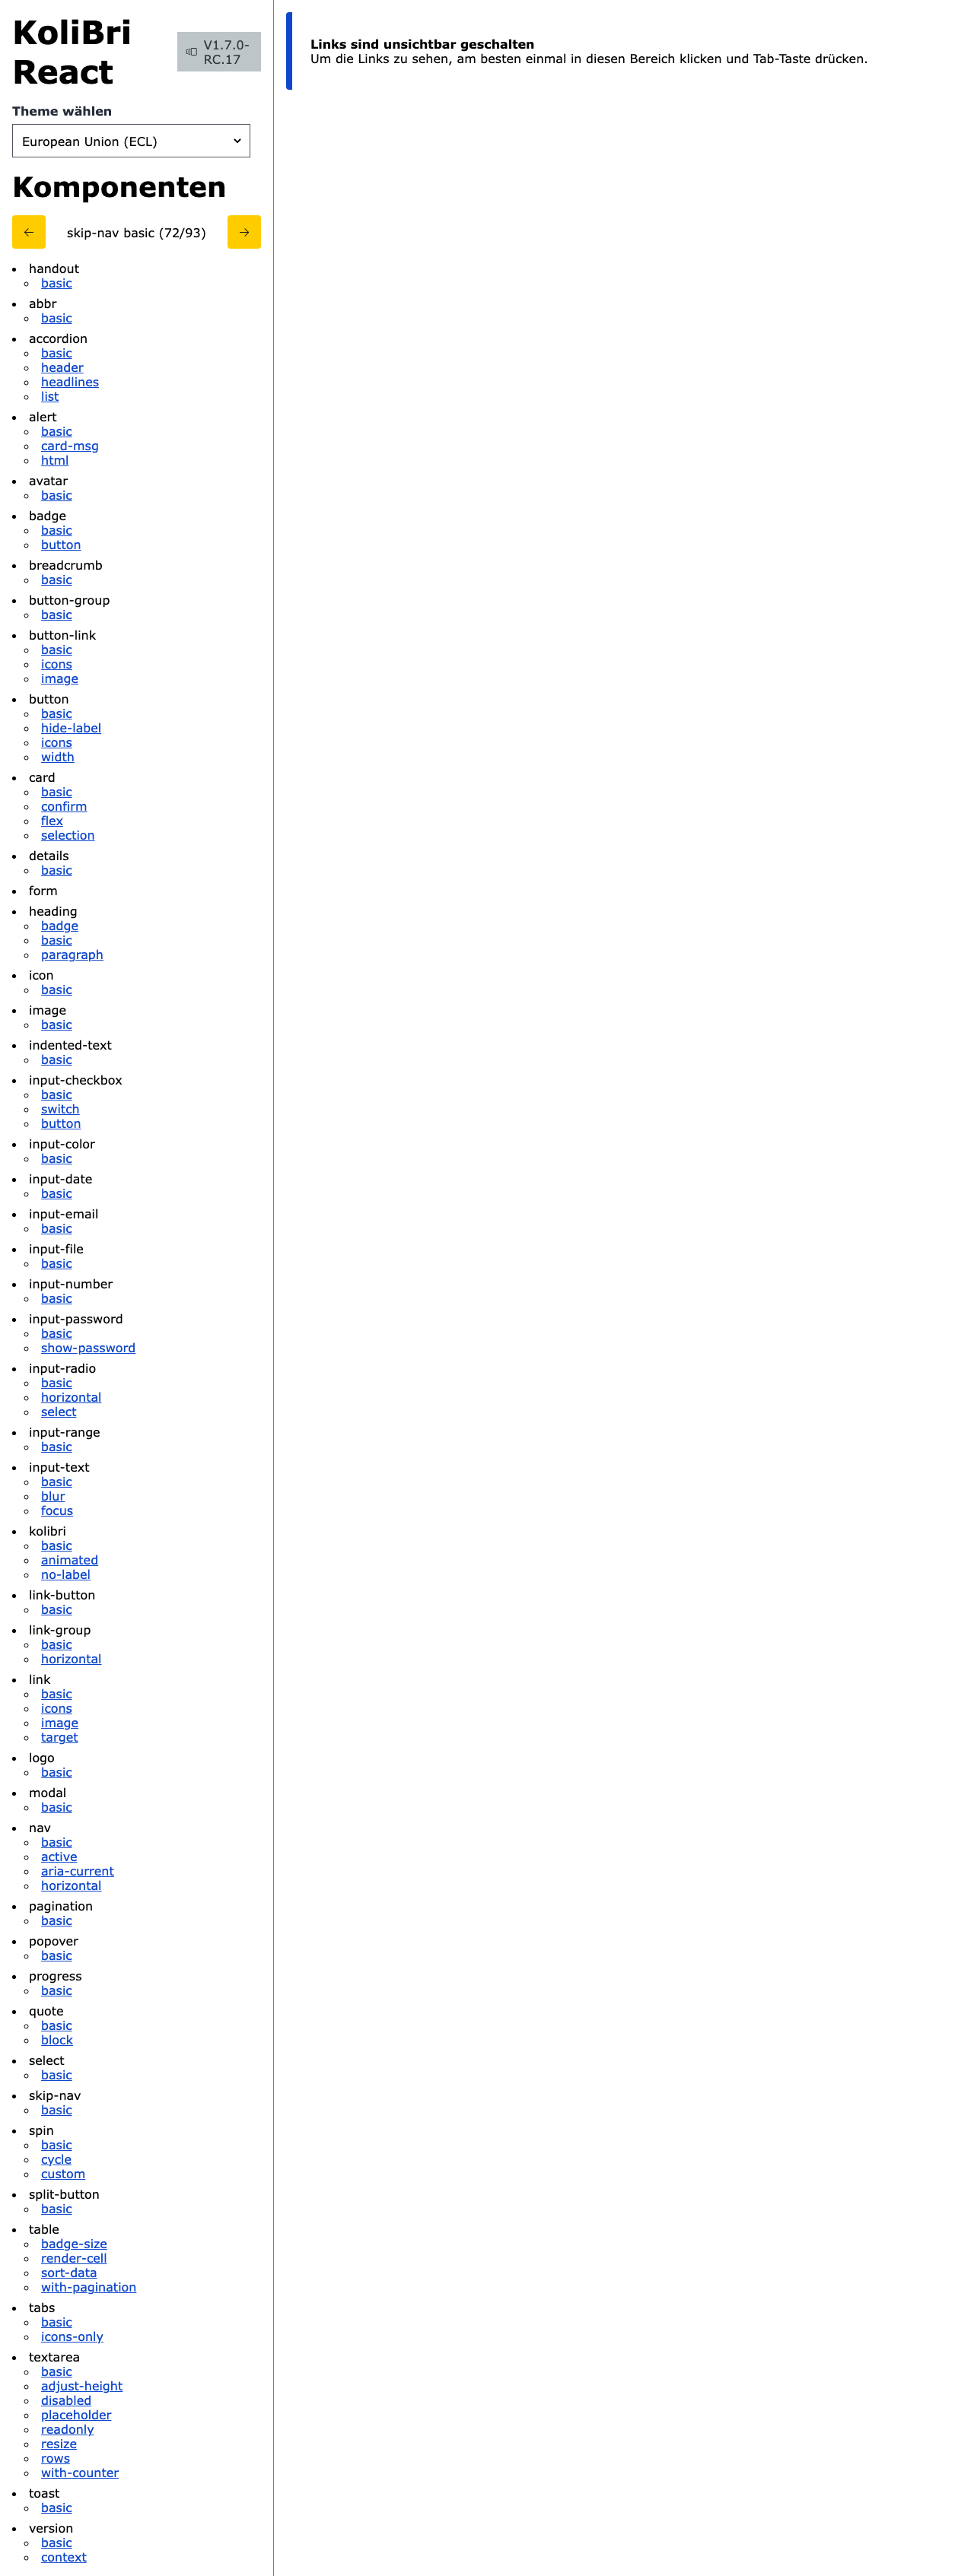 KoliBri
React
V1.7.0-
RC.17
Theme wählen
European Union (ECL)
Komponenten
skip-nav basic (72/93)
handout
basic
abbr
basic
accordion
basic
header
headlines
list
alert
basic
card-msg
html
avatar
basic
badge
basic
button
breadcrumb
basic
button-group
basic
button-link
basic
icons
image
button
basic
hide-label
icons
width
card
basic
confirm
flex
selection
details
basic
form
heading
badge
basic
paragraph
icon
basic
image
basic
indented-text
basic
input-checkbox
basic
switch
button
input-color
basic
input-date
basic
input-email
basic
input-file
basic
input-number
basic
input-password
basic
show-password
input-radio
basic
horizontal
select
input-range
basic
input-text
basic
blur
focus
kolibri
basic
animated
no-label
link-button
basic
link-group
basic
horizontal
link
basic
icons
image
target
logo
basic
modal
basic
nav
basic
active
aria-current
horizontal
pagination
basic
popover
basic
progress
basic
quote
basic
block
select
basic
skip-nav
basic
spin
basic
cycle
custom
split-button
basic
table
badge-size
render-cell
sort-data
with-pagination
tabs
basic
icons-only
textarea
basic
adjust-height
disabled
placeholder
readonly
resize
rows
with-counter
toast
basic
version
basic
context
Links sind unsichtbar geschalten
Um die Links zu sehen, am besten einmal in diesen Bereich klicken und Tab-Taste drücken.